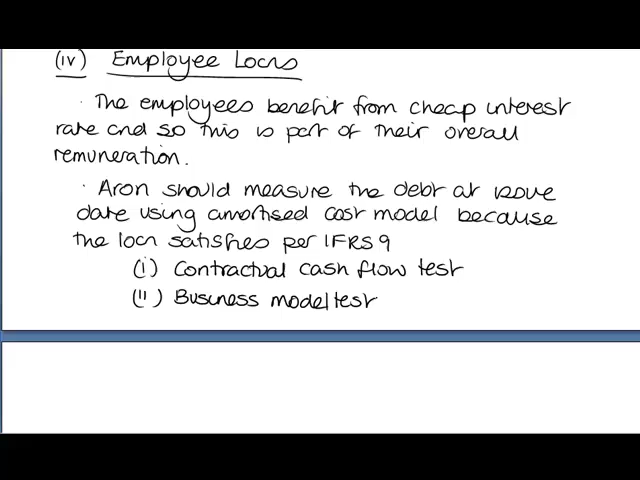 (iv) Employee Loans
· The employees benefit from cheap interest
rate and so this is part of their overall
remuneration.
· Aron should measure the debt at issue
date using amortised cost model because
the loan satisfies per IFRS 9
(i) Contractual cash flow test
(ii) Business model test